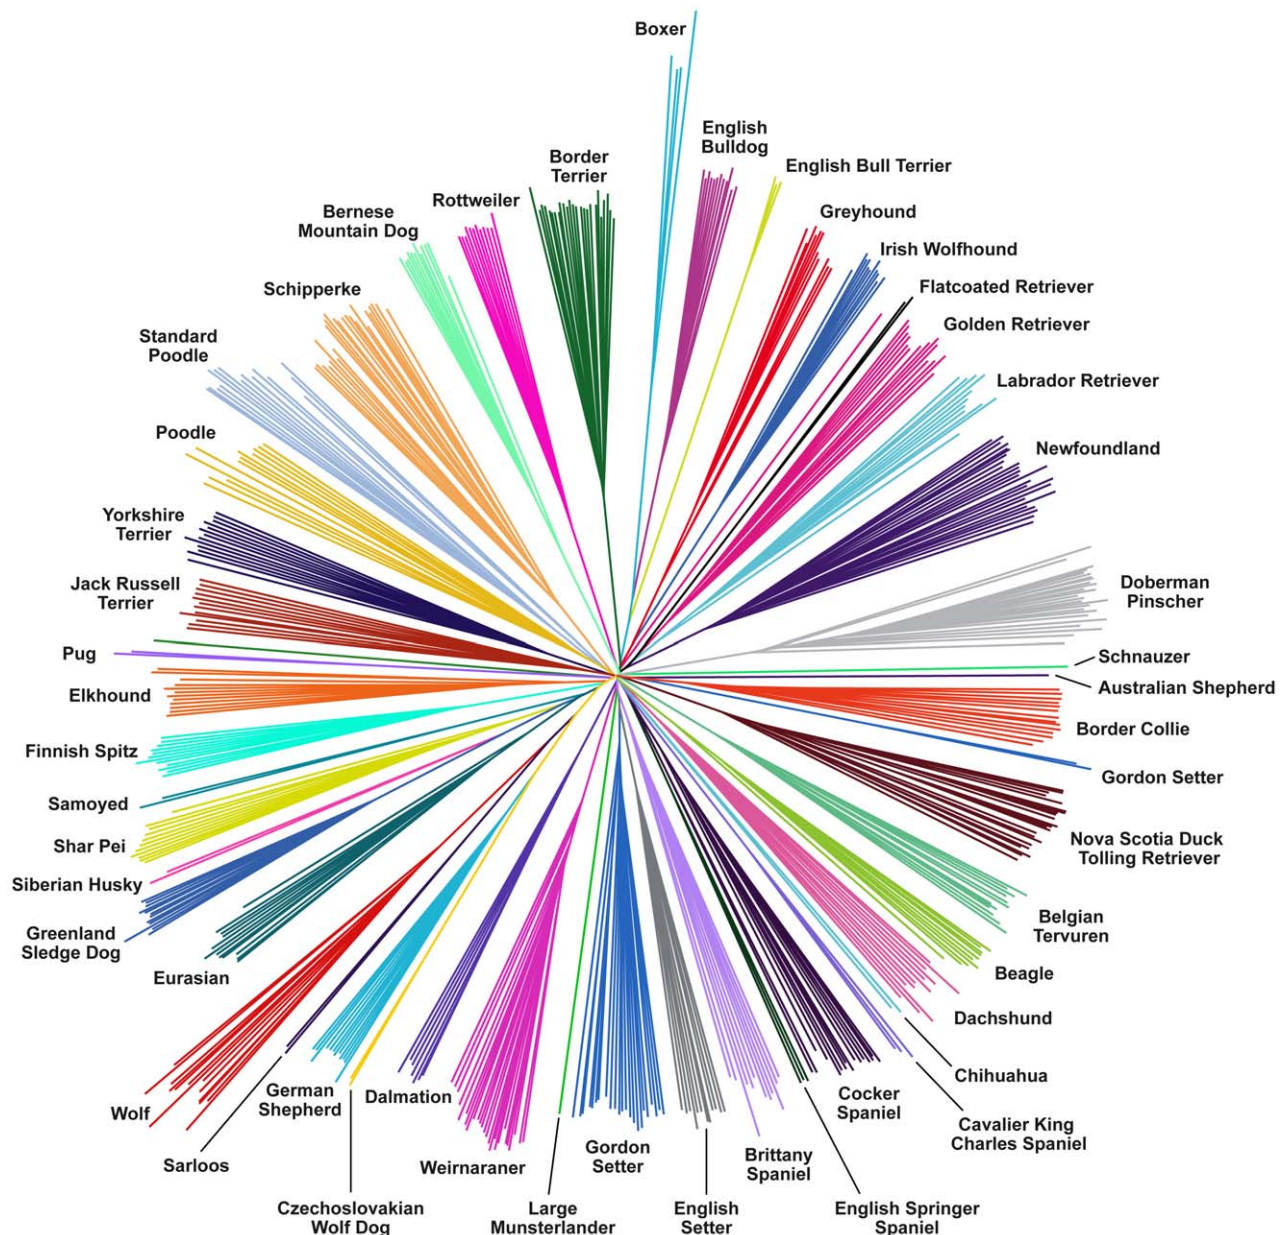 Boxer
English
Bulldog
English Bull Terrier
Greyhound
Irish Wolfhound
Flatcoated Retriever
Golden Retriever
Labrador Retriever
Newfoundland
Doberman
Pinscher
Schnauzer
Australian Shepherd
Border Collie
Gordon Setter
Nova Scotia Duck
Tolling Retriever
Belgian
Tervuren
Beagle
Dachshund
Chihuahua
Cavalier King
Charles Spaniel
Cocker
Spaniel
English Springer
Spaniel
Brittany
Spaniel
English
Setter
Gordon
Setter
Large
Munsterlander
Weirnaraner
Dalmation
Czechoslovakian
Wolf Dog
German
Shepherd
Sarloos
Wolf
Eurasian
Greenland
Sledge Dog
Siberian Husky
Shar Pei
Samoyed
Finnish Spitz
Elkhound
Pug
Jack Russell
Terrier
Yorkshire
Terrier
Poodle
Standard
Poodle
Schipperke
Bernese
Mountain Dog
Rottweiler
Border
Terrier